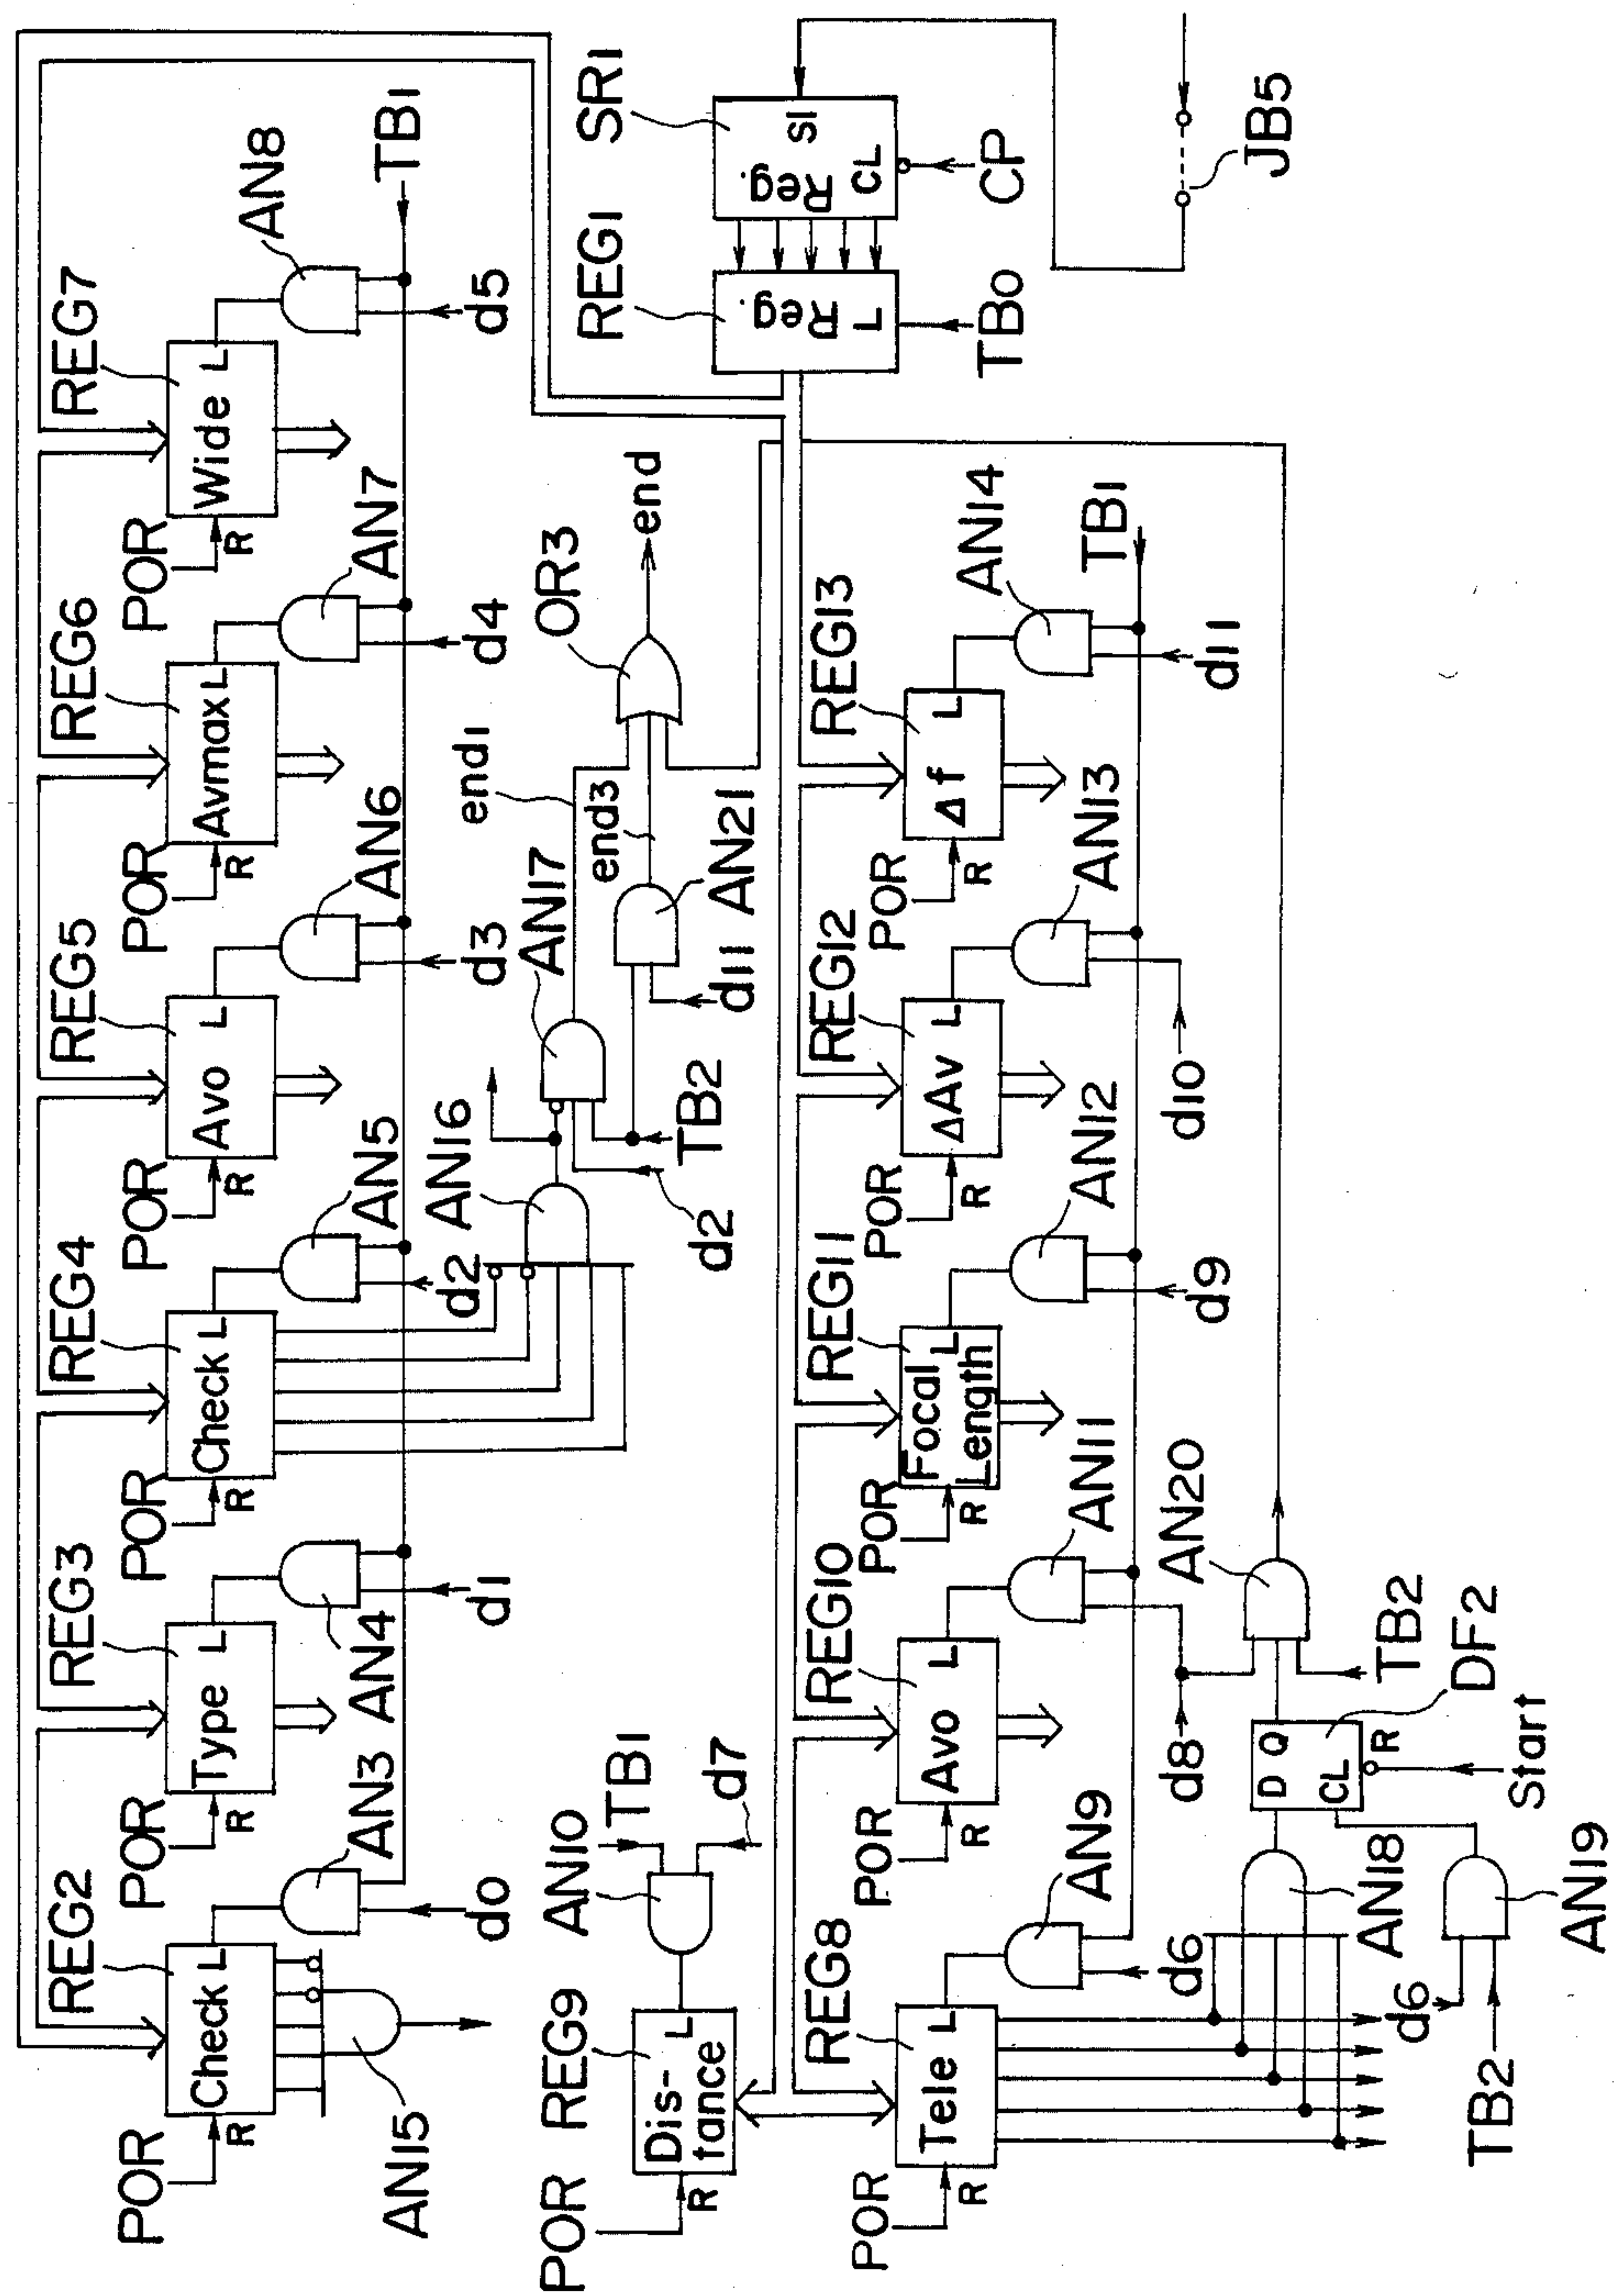 REG2
REG3
REG4
REG5
REG6
REG7
POR
Check L
R
POR
Type L
R
POR
Check L
R
POR
Avo L
R
POR
Avmax L
R
POR
Wide L
R
AN15
AN3
AN4
AN5
AN6
AN7
AN8
d0
d1
d2
d3
d4
d5
TB1
AN16
AN17
end1
end3
OR3
end
d2
TB2
d11
AN21
AN10
TB1
d7
REG9
POR
Dis-
tance
L
R
SR1
REG1
Reg.
L
Reg.
SI
CL
TB0
CP
JB5
REG8
REG10
REG11
REG12
REG13
POR
Tele L
R
POR
Avo L
R
POR
Focal
Length
L
R
POR
ΔAv L
R
POR
Δf L
R
AN9
AN11
AN12
AN13
AN14
d6
d8
d9
d10
d11
TB1
AN18
AN19
AN20
d6
TB2
D Q
CL
R
DF2
TB2
Start